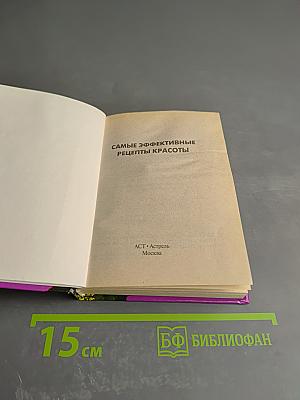 САМЫЕ ЭФФЕКТИВНЫЕ
РЕЦЕПТЫ КРАСОТЫ
АСТ • Астрель
Москва
15 см
БФ БИБЛИОФАН